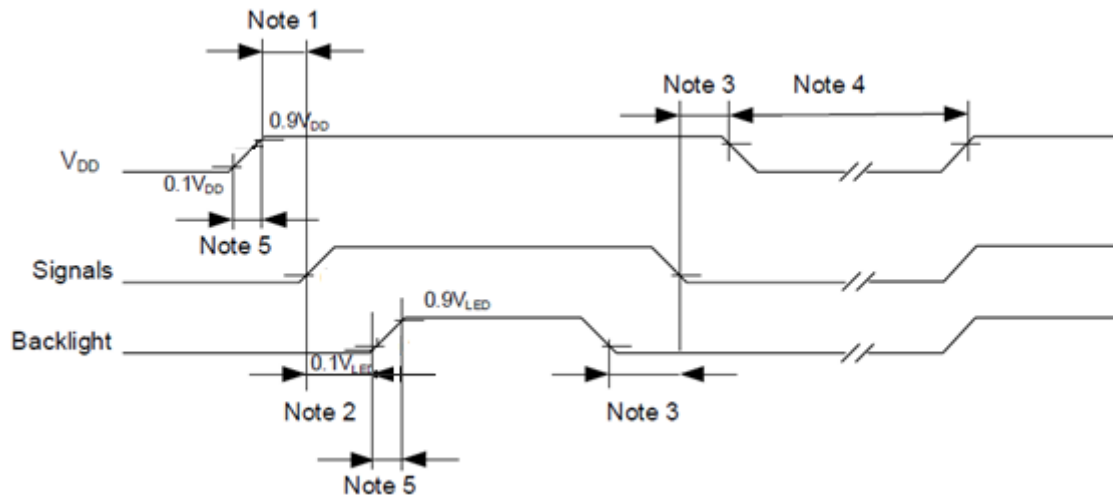 Note 1
Note 3
Note 4
0.9VDD
VDD
0.1VDD
Note 5
Signals
0.9VLED
Backlight
0.1VLED
Note 2
Note 3
Note 5